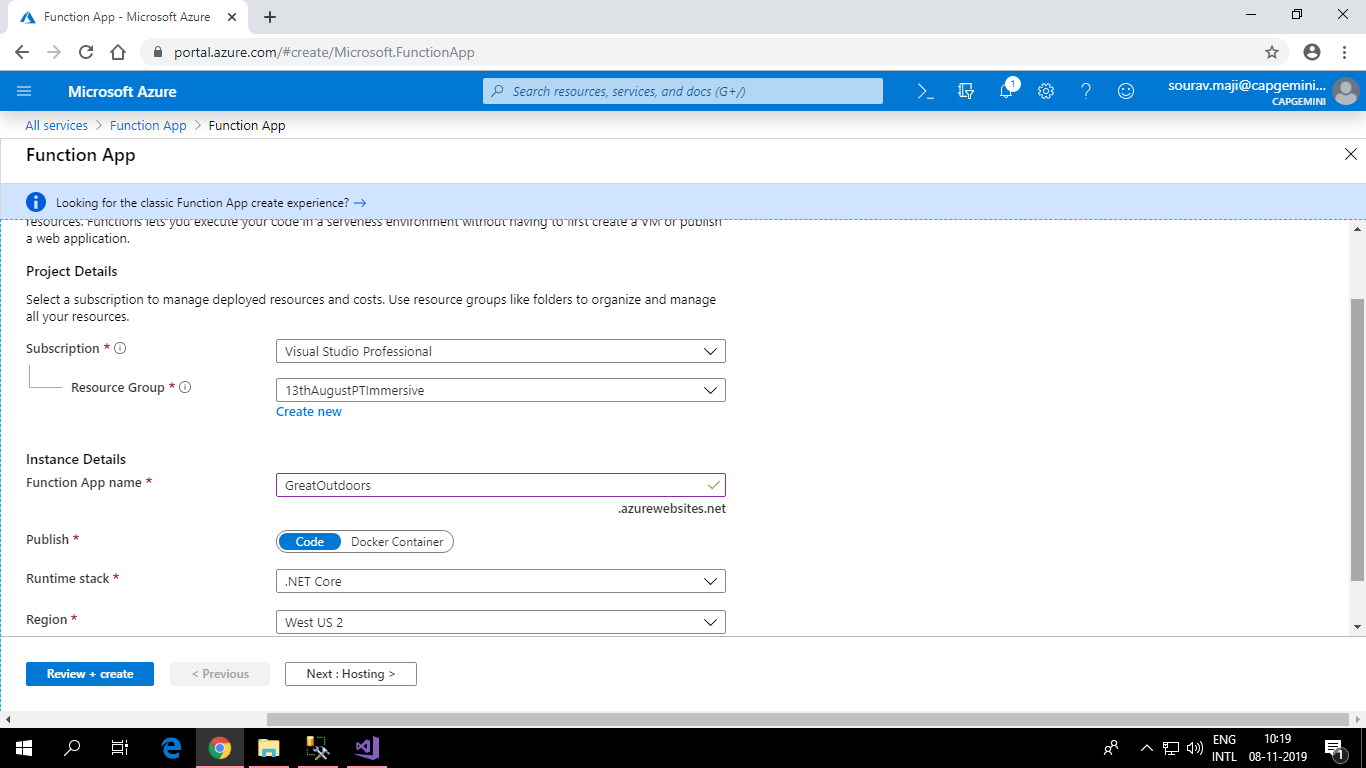 Function App - Microsoft Azure
portal.azure.com/#create/Microsoft.FunctionApp
Microsoft Azure
Search resources, services, and docs (G+/)
1
sourav.maji@capgemini...
CAPGEMINI
All services > Function App > Function App
Function App
Looking for the classic Function App create experience? →
resources. Functions lets you execute your code in a serverless environment without having to first create a VM or publish
a web application.
Project Details
Select a subscription to manage deployed resources and costs. Use resource groups like folders to organize and manage
all your resources.
Subscription *
Visual Studio Professional
Resource Group *
13thAugustPTImmersive
Create new
Instance Details
Function App name *
GreatOutdoors
.azurewebsites.net
Publish *
Code Docker Container
Runtime stack *
.NET Core
Region *
West US 2
Review + create
< Previous
Next : Hosting >
ENG
INTL
10:19
08-11-2019
1